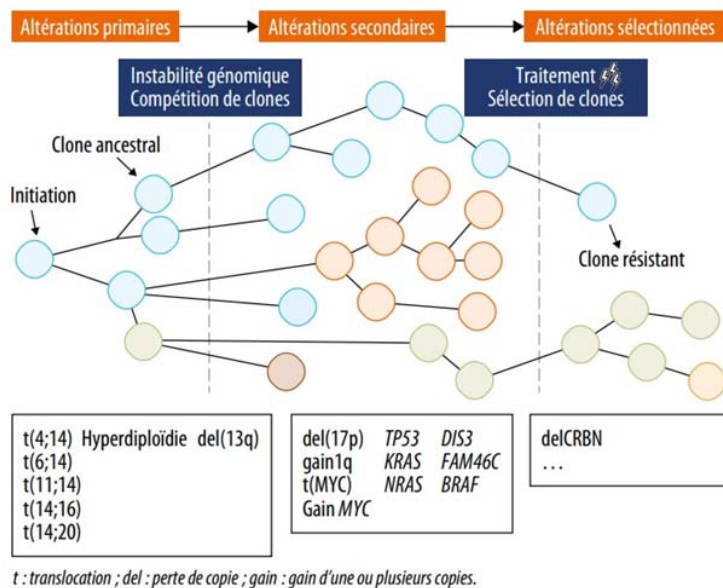 Altérations primaires
Altérations secondaires
Altérations sélectionnées
Instabilité génomique
Compétition de clones
Traitement
Sélection de clones
Clone ancestral
Initiation
Clone résistant
t(4;14) Hyperdiploïdie del(13q)
t(6;14)
t(11;14)
t(14;16)
t(14;20)
del(17p) TP53 DIS3
gain1q KRAS FAM46C
t(MYC) NRAS BRAF
Gain MYC
delCRBN
...
t : translocation ; del : perte de copie ; gain : gain d'une ou plusieurs copies.